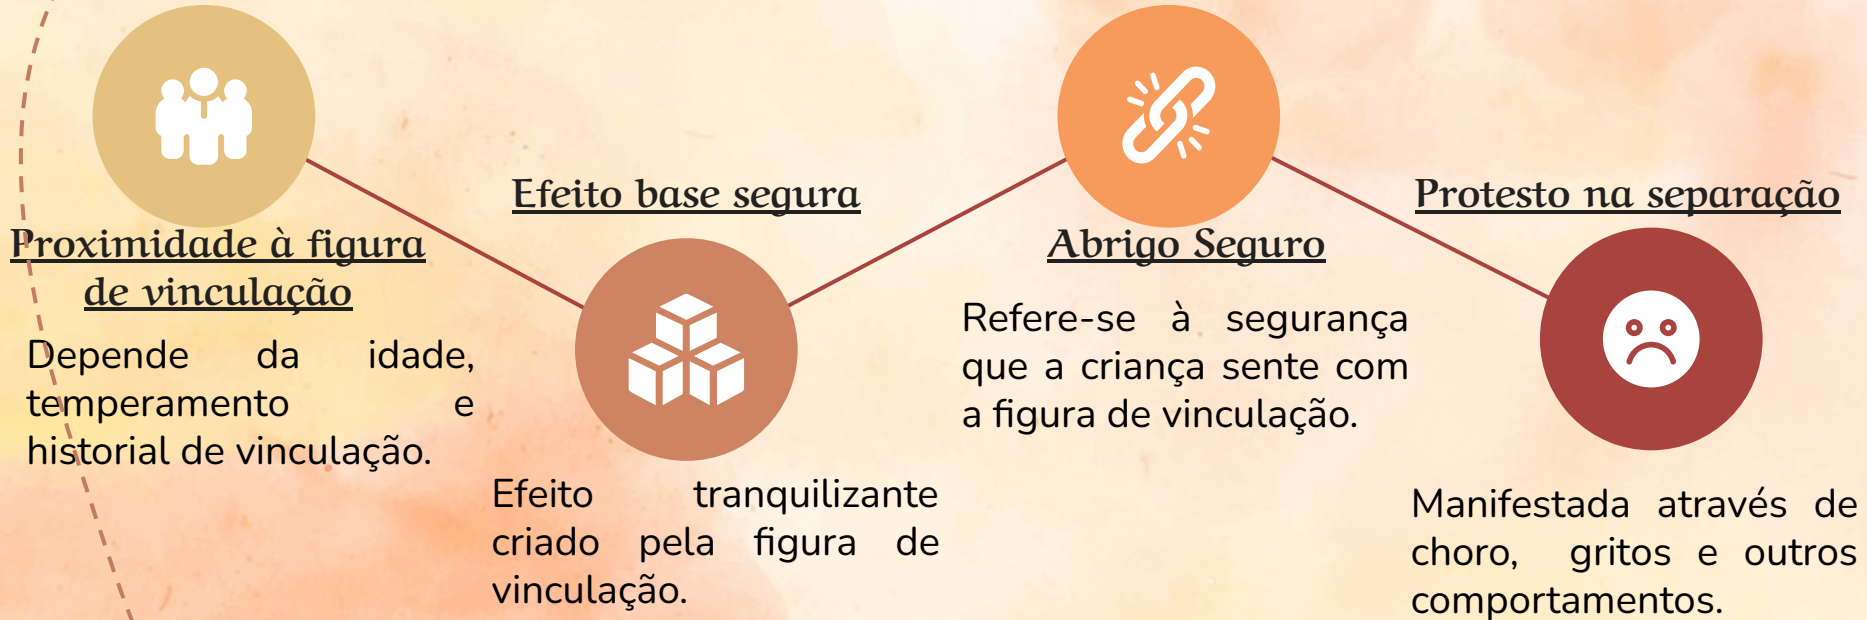 Proximidade à figura
de vinculação
Depende da idade,
temperamento e
historial de vinculação.
Efeito base segura
Efeito tranquilizante
criado pela figura de
vinculação.
Abrigo Seguro
Refere-se à segurança
que a criança sente com
a figura de vinculação.
Protesto na separação
Manifestada através de
choro, gritos e outros
comportamentos.